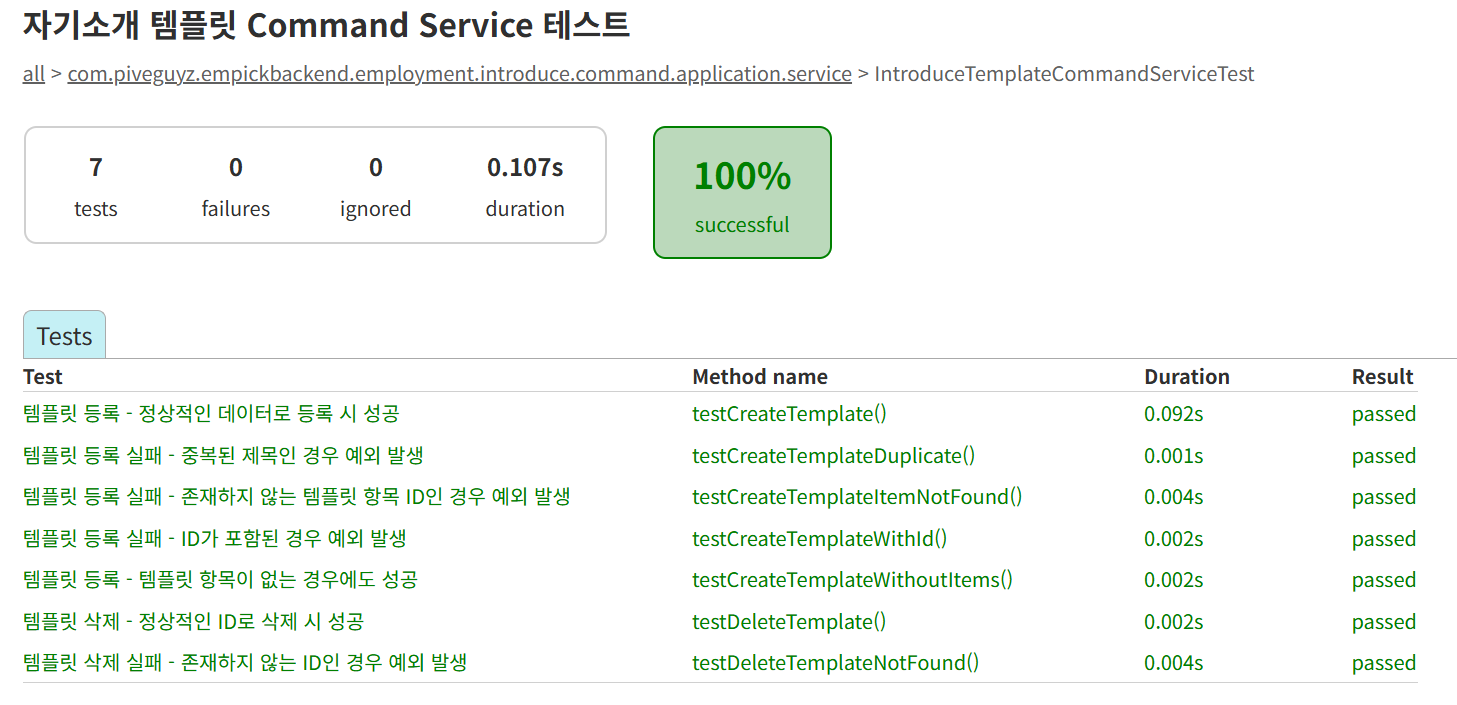 자기소개 템플릿 Command Service 테스트
all > com.piveguyz.empickbackend.employment.introduce.command.application.service > IntroduceTemplateCommandServiceTest
7 0 0 0.107s 100%
tests failures ignored duration successful
Tests
Test Method name Duration Result
템플릿 등록 - 정상적인 데이터로 등록 시 성공 testCreateTemplate() 0.092s passed
템플릿 등록 실패 - 중복된 제목인 경우 예외 발생 testCreateTemplateDuplicate() 0.001s passed
템플릿 등록 실패 - 존재하지 않는 템플릿 항목 ID인 경우 예외 발생 testCreateTemplateItemNotFound() 0.004s passed
템플릿 등록 실패 - ID가 포함된 경우 예외 발생 testCreateTemplateWithId() 0.002s passed
템플릿 등록 - 템플릿 항목이 없는 경우에도 성공 testCreateTemplateWithoutItems() 0.002s passed
템플릿 삭제 - 정상적인 ID로 삭제 시 성공 testDeleteTemplate() 0.002s passed
템플릿 삭제 실패 - 존재하지 않는 ID인 경우 예외 발생 testDeleteTemplateNotFound() 0.004s passed